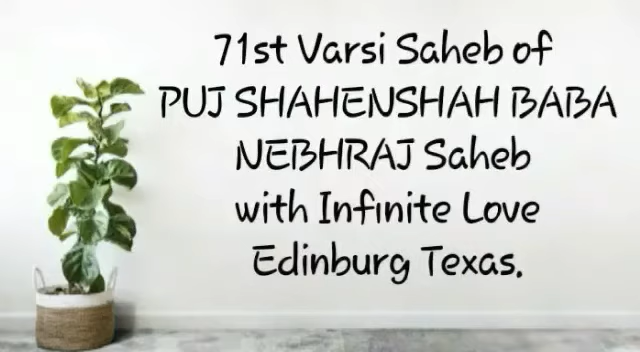 71st Varsi Saheb of
PUJ SHAHENSHAH BABA
NEBHRAJ Saheb
with Infinite Love
Edinburg Texas.